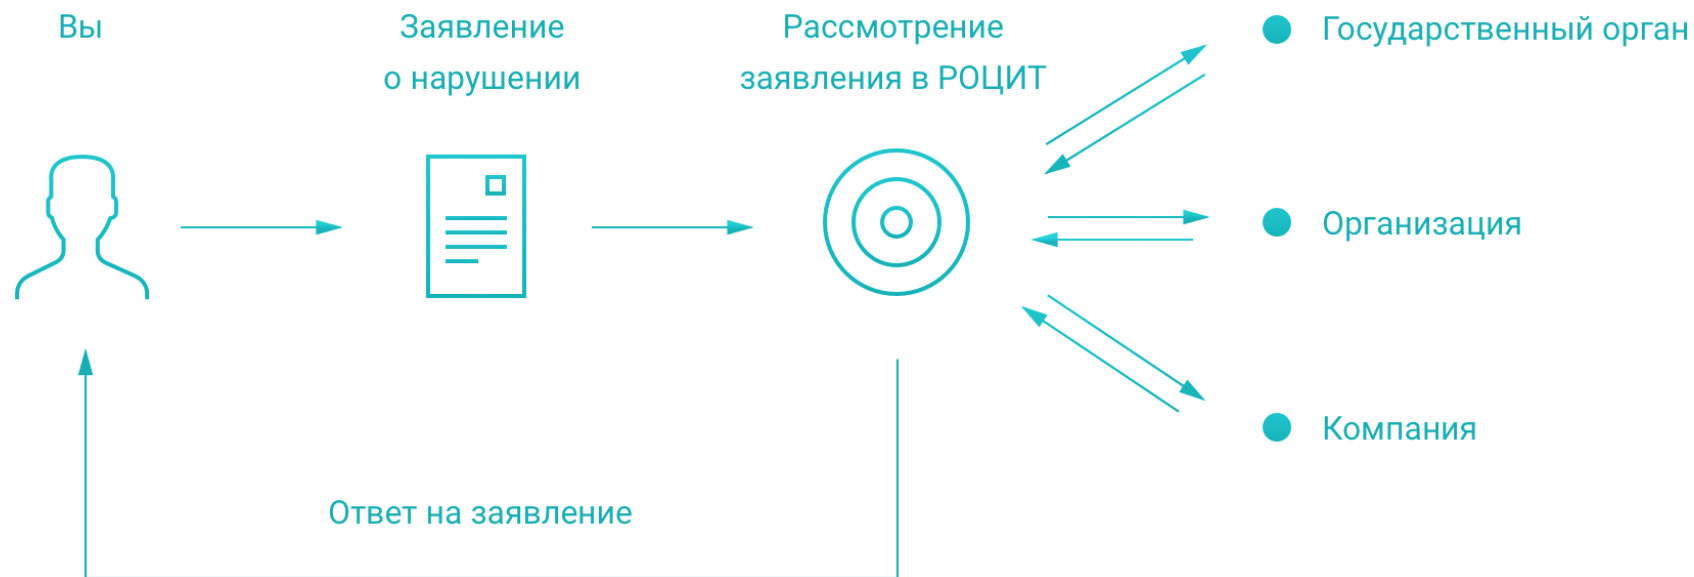 Вы
Заявление
о нарушении
Рассмотрение
заявления в РОЦИТ
Государственный орган
Организация
Компания
Ответ на заявление